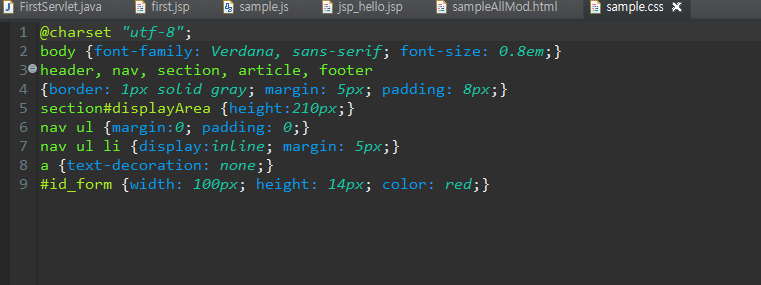 FirstServlet.java first.jsp sample.js jsp_hello.jsp sampleAllMod.html sample.css
1 @charset "utf-8";
2 body {font-family: Verdana, sans-serif; font-size: 0.8em;}
3 header, nav, section, article, footer
4 {border: 1px solid gray; margin: 5px; padding: 8px;}
5 section#displayArea {height:210px;}
6 nav ul {margin:0; padding: 0;}
7 nav ul li {display:inline; margin: 5px;}
8 a {text-decoration: none;}
9 #id_form {width: 100px; height: 14px; color: red;}